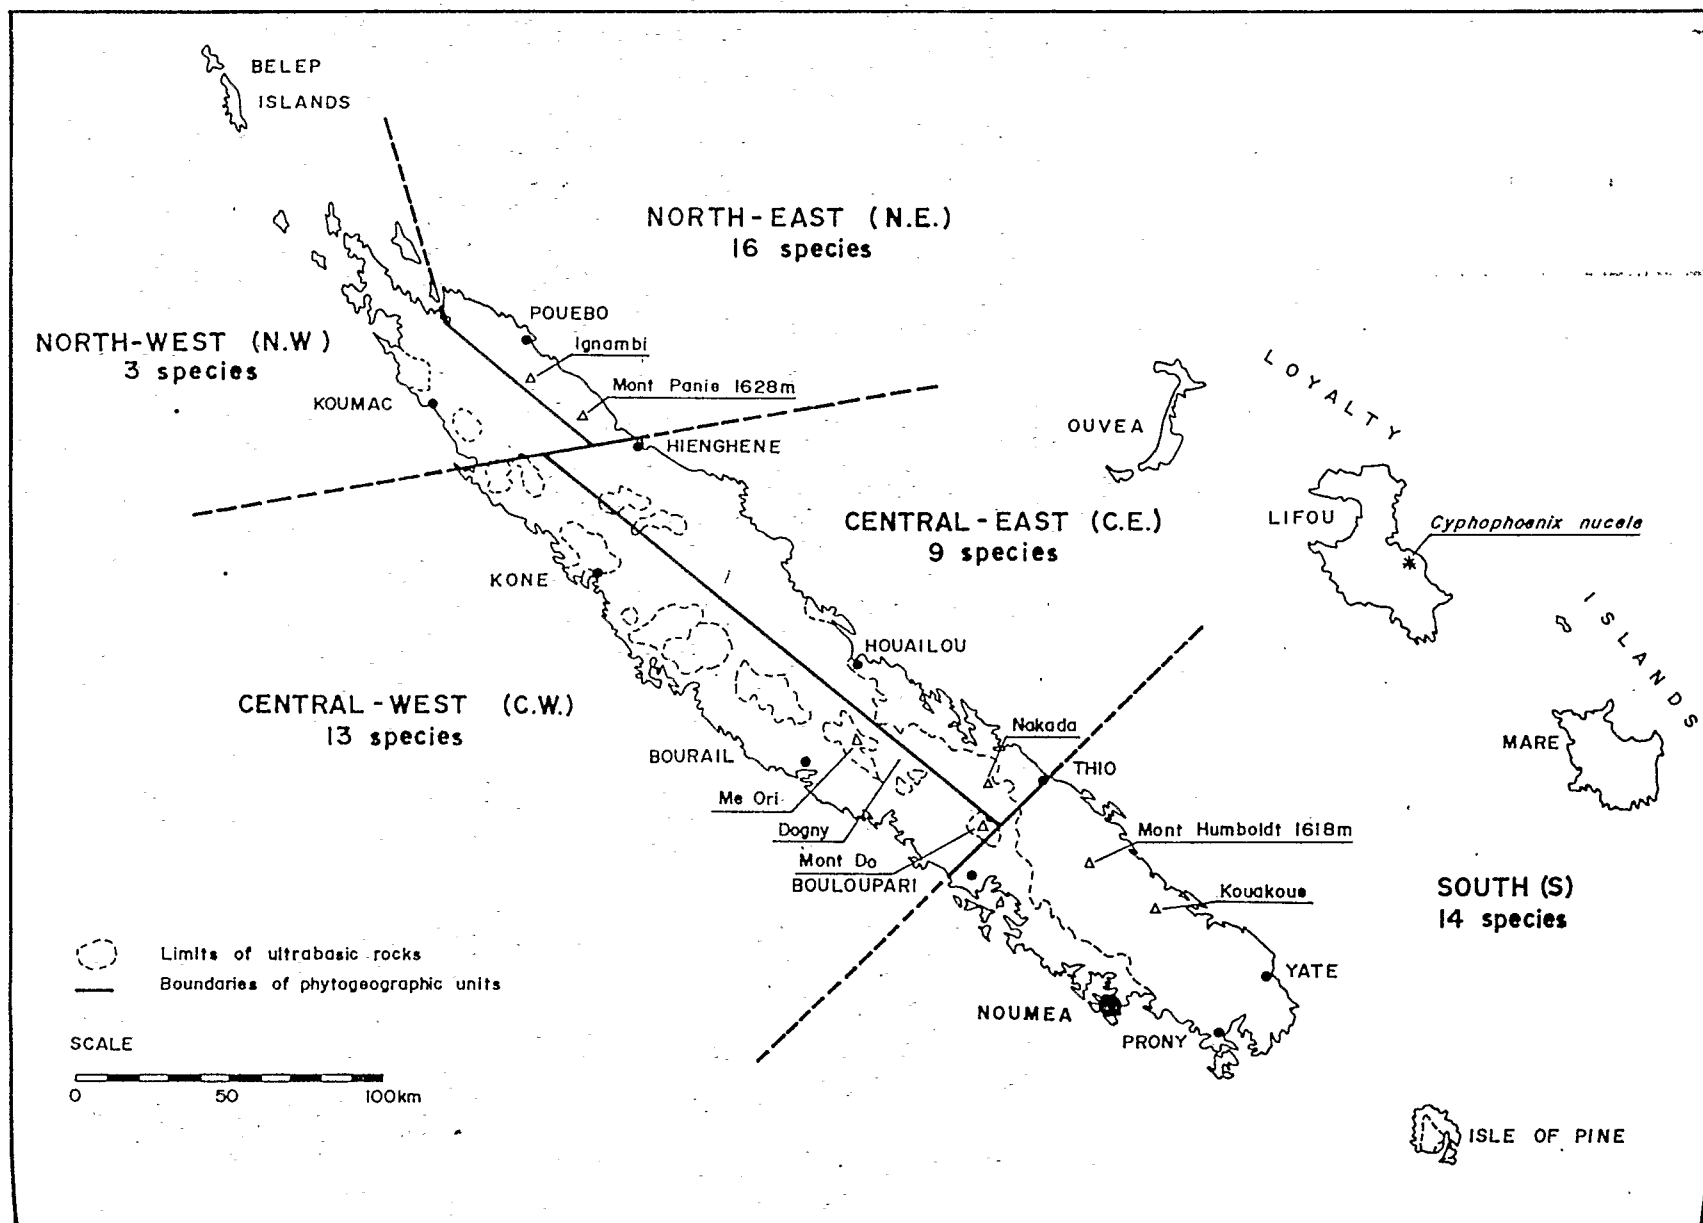 BELEP
ISLANDS
NORTH-EAST (N.E.)
16 species
NORTH-WEST (N.W)
3 species
POUEBO
Ignambi
Mont Panie 1628m
KOUMAC
HIENGHENE
LOYALTY
OUVEA
CENTRAL-EAST (C.E.)
9 species
LIFOU
Cyphophoenix nucele
KONE
ISLANDS
HOUAILOU
CENTRAL-WEST (C.W.)
13 species
Nakada
MARE
BOURAIL
THIO
Me Ori
Dogny
Mont Do
Mont Humboldt 1618m
BOULOUPARI
Kouakoue
SOUTH (S)
14 species
Limits of ultrabasic rocks
Boundaries of phytogeographic units
YATE
NOUMEA
PRONY
SCALE
0 50 100km
ISLE OF PINE